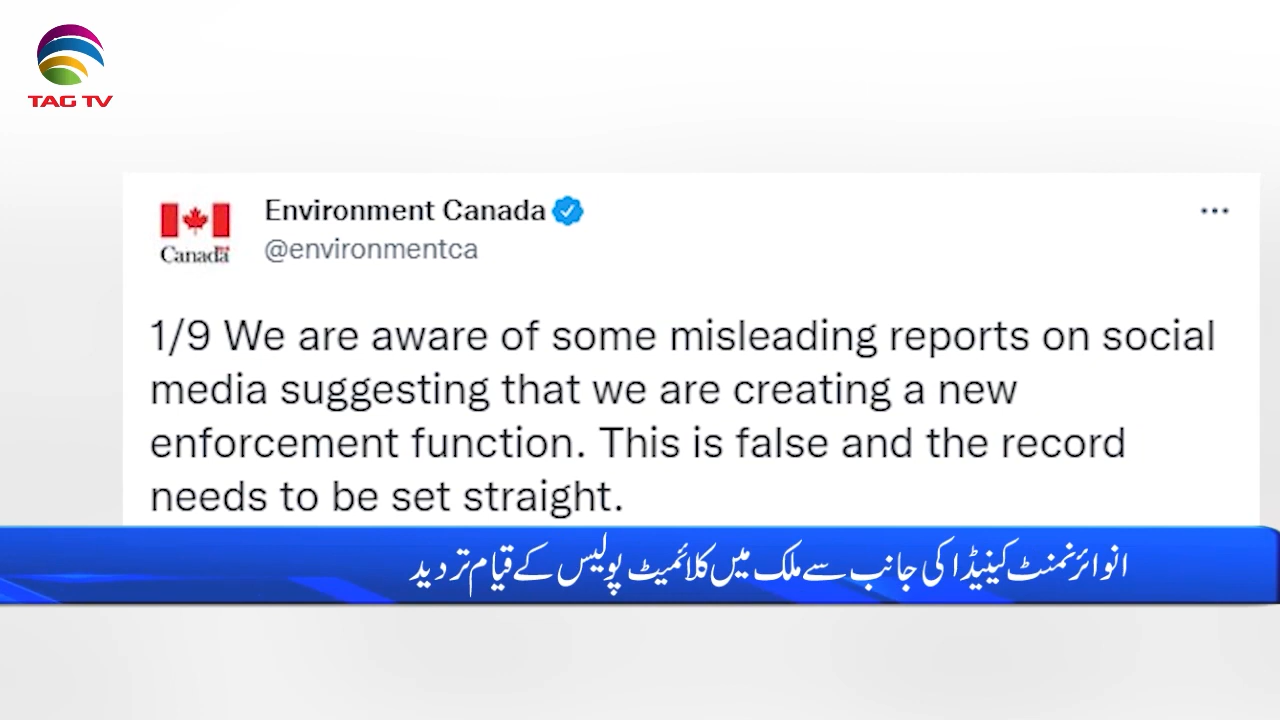 TAG TV
Environment Canada
@environmentca
Canada
1/9 We are aware of some misleading reports on social
media suggesting that we are creating a new
enforcement function. This is false and the record
needs to be set straight.
انوائرنمنٹ کینیڈا کی جانب سے ملک میں کلائمیٹ پولیس کے قیام تردید